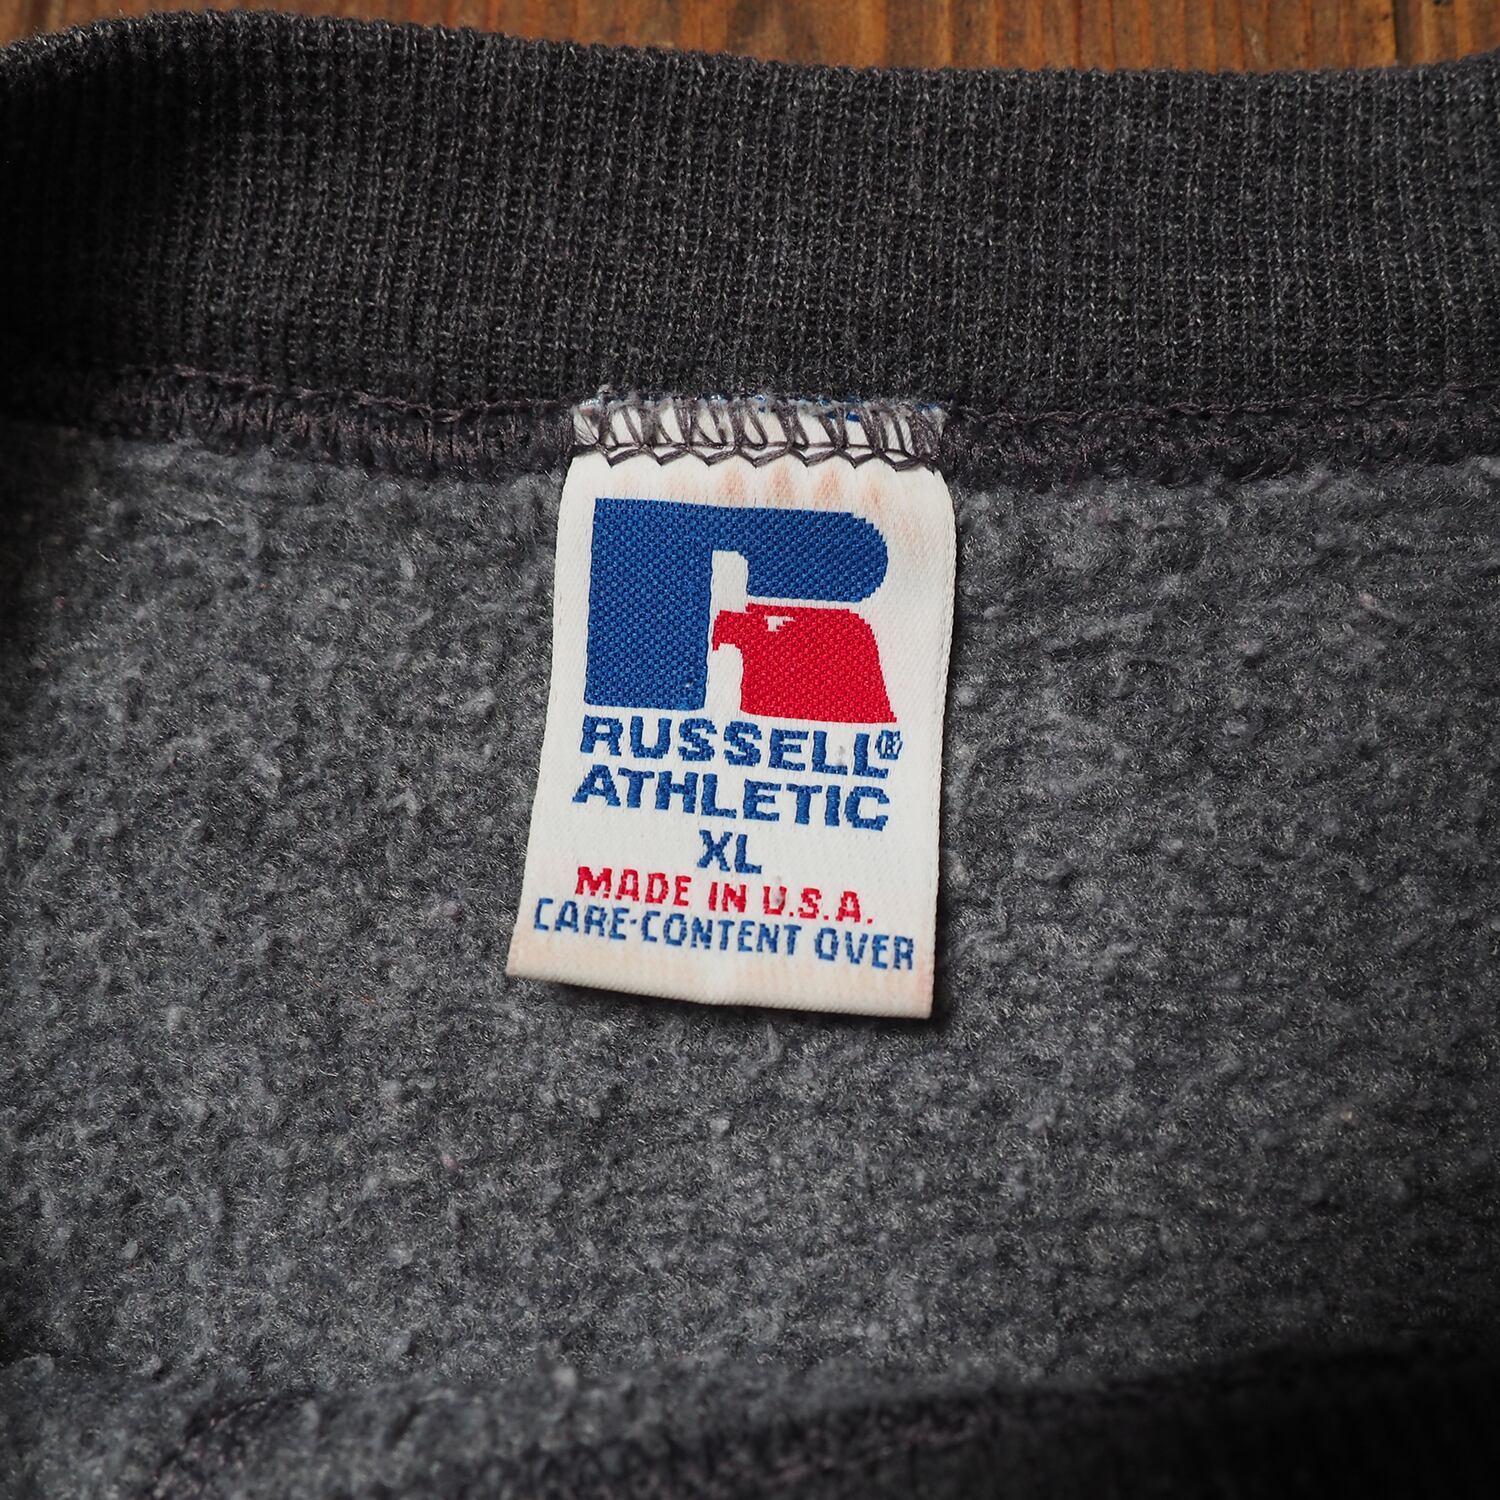 R
RUSSELL®
ATHLETIC
XL
MADE IN U.S.A.
CARE-CONTENT OVER